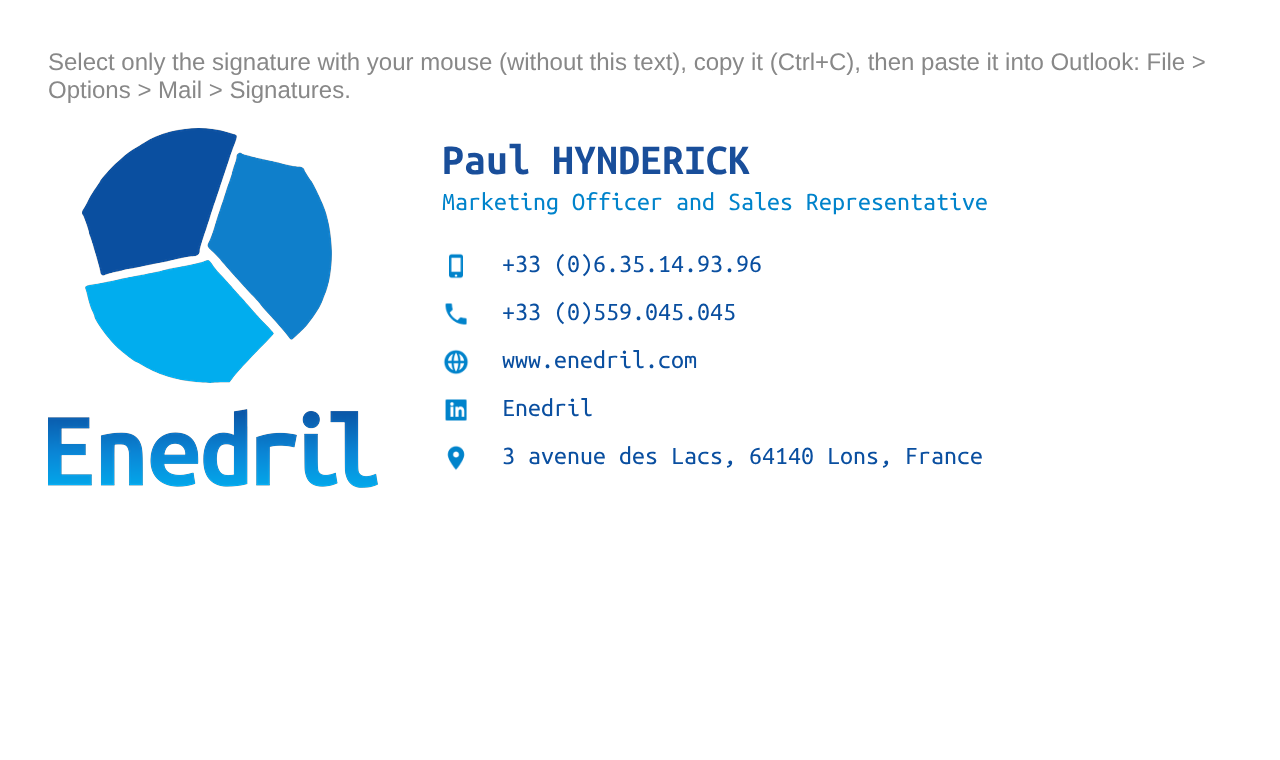 Select only the signature with your mouse (without this text), copy it (Ctrl+C), then paste it into Outlook: File >
Options > Mail > Signatures.
Enedril
Paul HYNDERICK
Marketing Officer and Sales Representative
+33 (0)6.35.14.93.96
+33 (0)559.045.045
www.enedril.com
in Enedril
3 avenue des Lacs, 64140 Lons, France